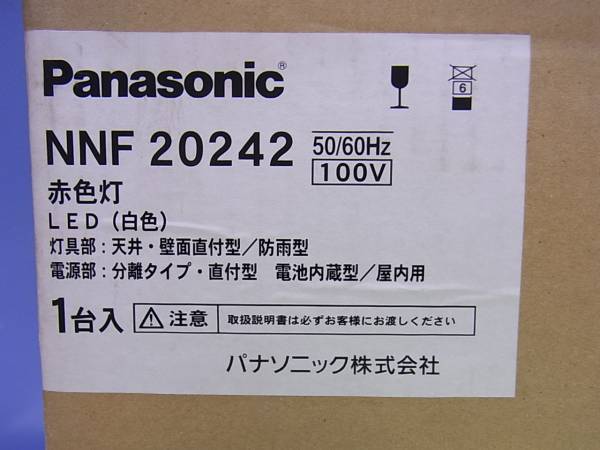 Panasonic®
6
NNF 20242 50/60Hz
100V
赤色灯
LED(白色)
灯具部:天井・壁面直付型/防雨型
電源部:分離タイプ・直付型 電池内蔵型/屋内用
1台入 注意 取扱説明書は必ずお客様にお渡しください
パナソニック株式会社